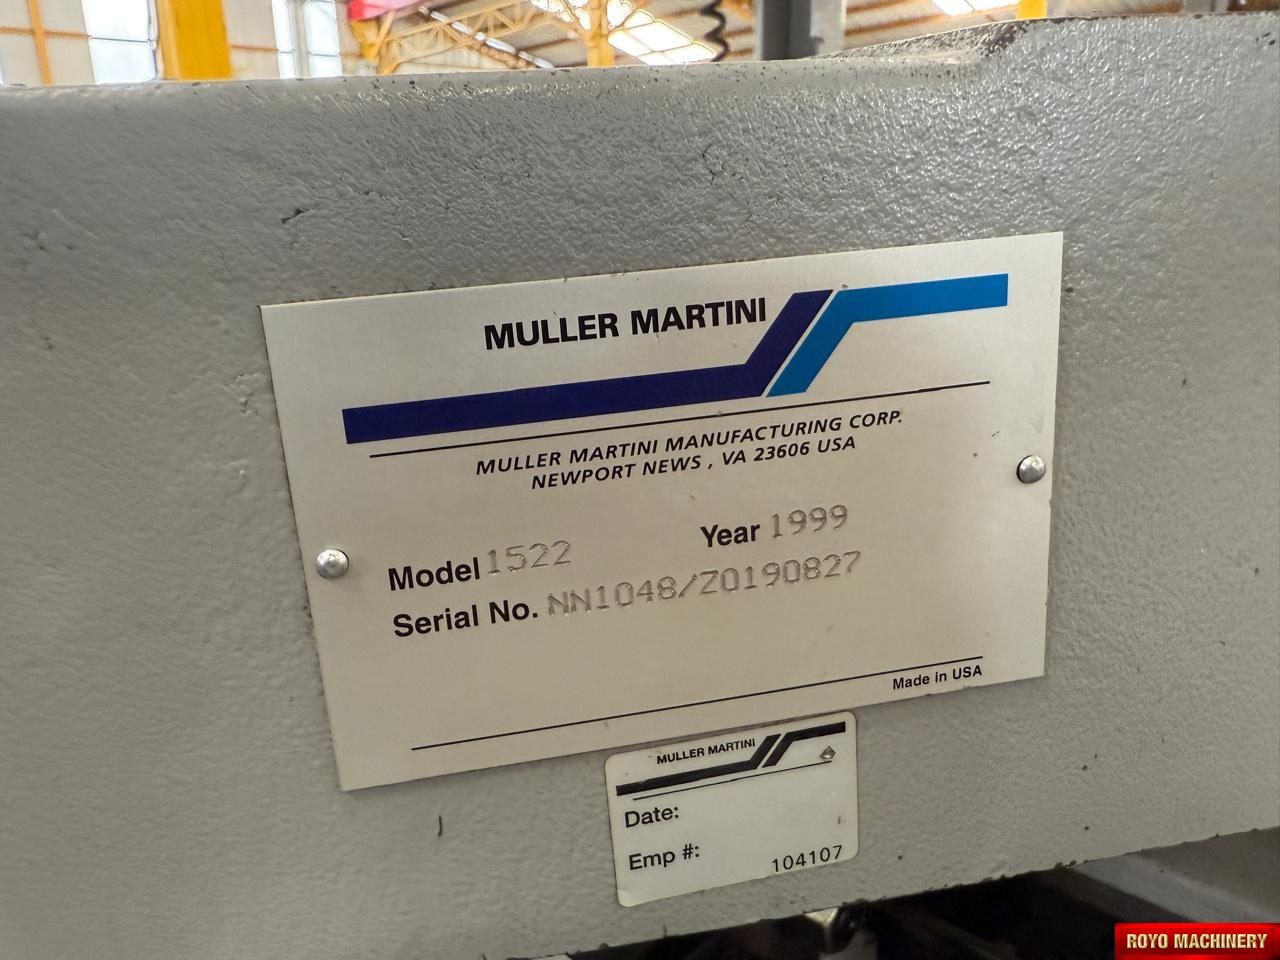 MULLER MARTINI
MULLER MARTINI MANUFACTURING CORP.
NEWPORT NEWS , VA 23606 USA
Model 1522 Year 1999
Serial No. NN1048/Z0190827
Made in USA
MULLER MARTINI
Date:
Emp #:
104107
ROYO MACHINERY